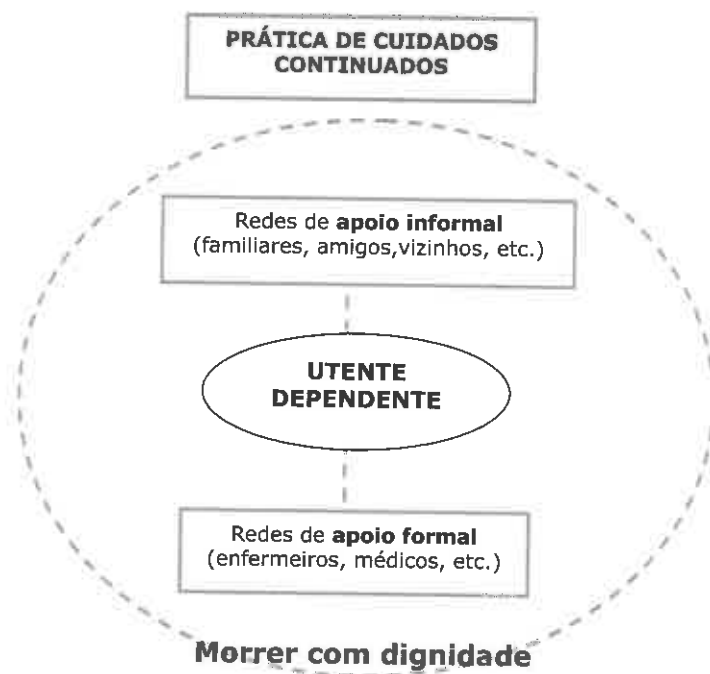 PRÁTICA DE CUIDADOS
CONTINUADOS
Redes de apoio informal
(familiares, amigos,vizinhos, etc.)
UTENTE
DEPENDENTE
Redes de apoio formal
(enfermeiros, médicos, etc.)
Morrer com dignidade